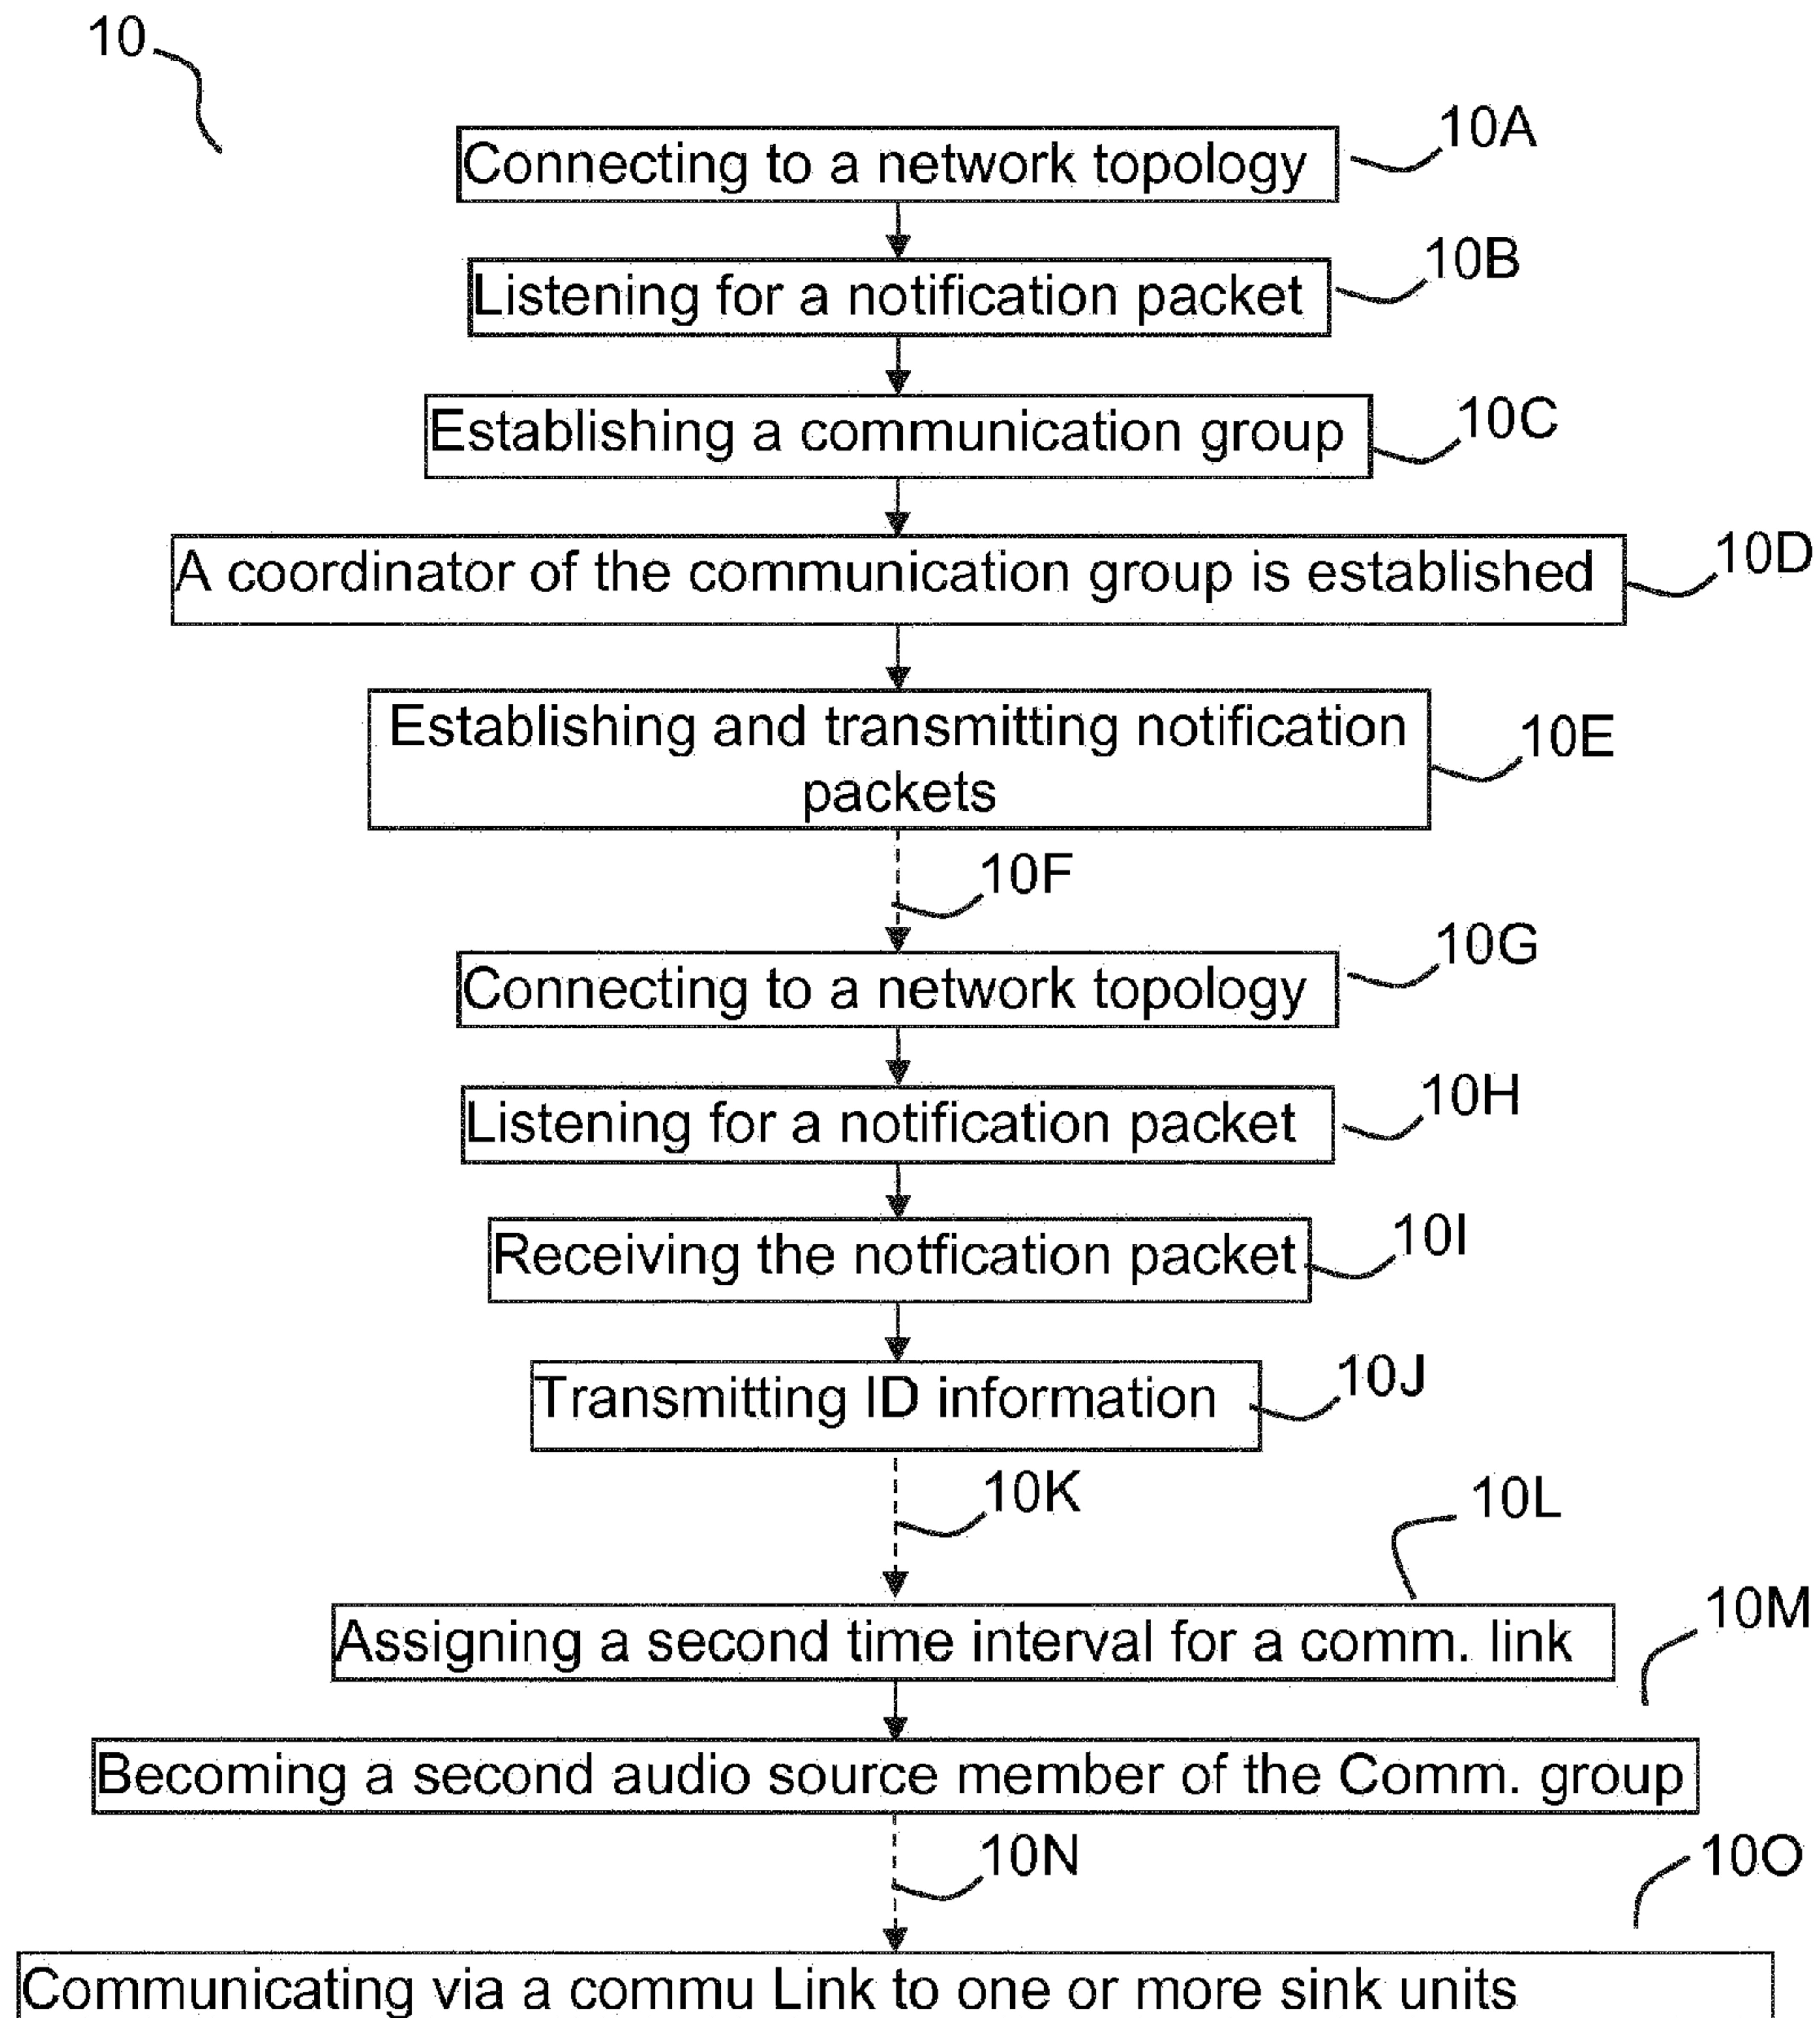 10
Connecting to a network topology
10A
Listening for a notification packet
10B
Establishing a communication group
10C
A coordinator of the communication group is established
10D
Establishing and transmitting notification
packets
10E
10F
Connecting to a network topology
10G
Listening for a notification packet
10H
Receiving the notfication packet
10I
Transmitting ID information
10J
10K
10L
Assigning a second time interval for a comm. link
10M
Becoming a second audio source member of the Comm. group
10N
10O
Communicating via a commu Link to one or more sink units